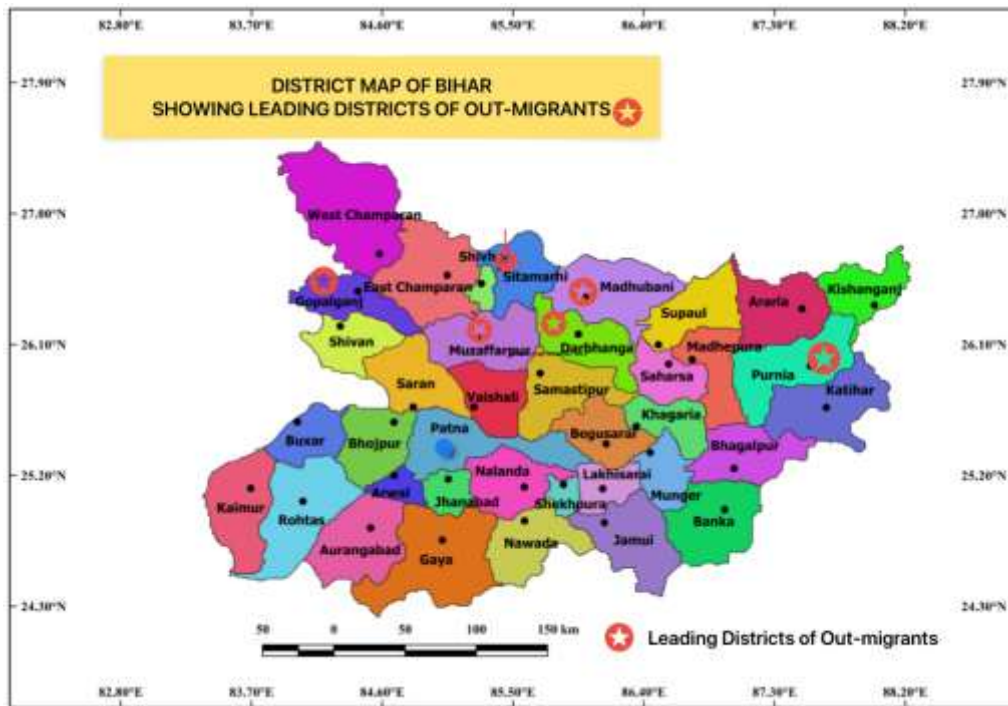 82.80°E 83.70°E 84.60°E 85.50°E 86.40°E 87.30°E 88.20°E
27.90°N 27.90°N
DISTRICT MAP OF BIHAR
SHOWING LEADING DISTRICTS OF OUT-MIGRANTS
27.00°N 27.00°N
West Champaran
Shivh
Sitamarhi
East Champaran
Madhubani
Kishanganj
Gopalganj
Araria
Supaul
26.10°N 26.10°N
Shivan
Muzaffarpur
Darbhanga
Madhepura
Saharsa
Purnia
Saran
Vaishali
Samastipur
Katihar
Khagaria
Buxar
Bhojpur
Patna
Begusarai
Bhagalpur
25.20°N 25.20°N
Nalanda
Lakhisarai
Kaimur
Arwal
Jhanabad
Shekhpura
Munger
Rohtas
Banka
Aurangabad
Gaya
Nawada
Jamui
24.30°N 24.30°N
50 0 50 100 150 km
Leading Districts of Out-migrants
82.80°E 83.70°E 84.60°E 85.50°E 86.40°E 87.30°E 88.20°E